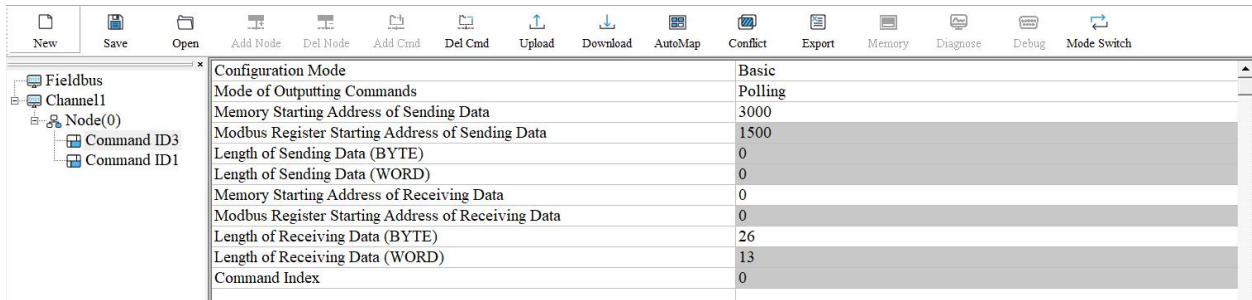 New Save Open Add Node Del Node Add Cmd Del Cmd Upload Download AutoMap Conflict Export Memory Diagnose Debug Mode Switch
Fieldbus
Channel1
Node(0)
Command ID3
Command ID1
Configuration Mode Basic
Mode of Outputting Commands Polling
Memory Starting Address of Sending Data 3000
Modbus Register Starting Address of Sending Data 1500
Length of Sending Data (BYTE) 0
Length of Sending Data (WORD) 0
Memory Starting Address of Receiving Data 0
Modbus Register Starting Address of Receiving Data 0
Length of Receiving Data (BYTE) 26
Length of Receiving Data (WORD) 13
Command Index 0